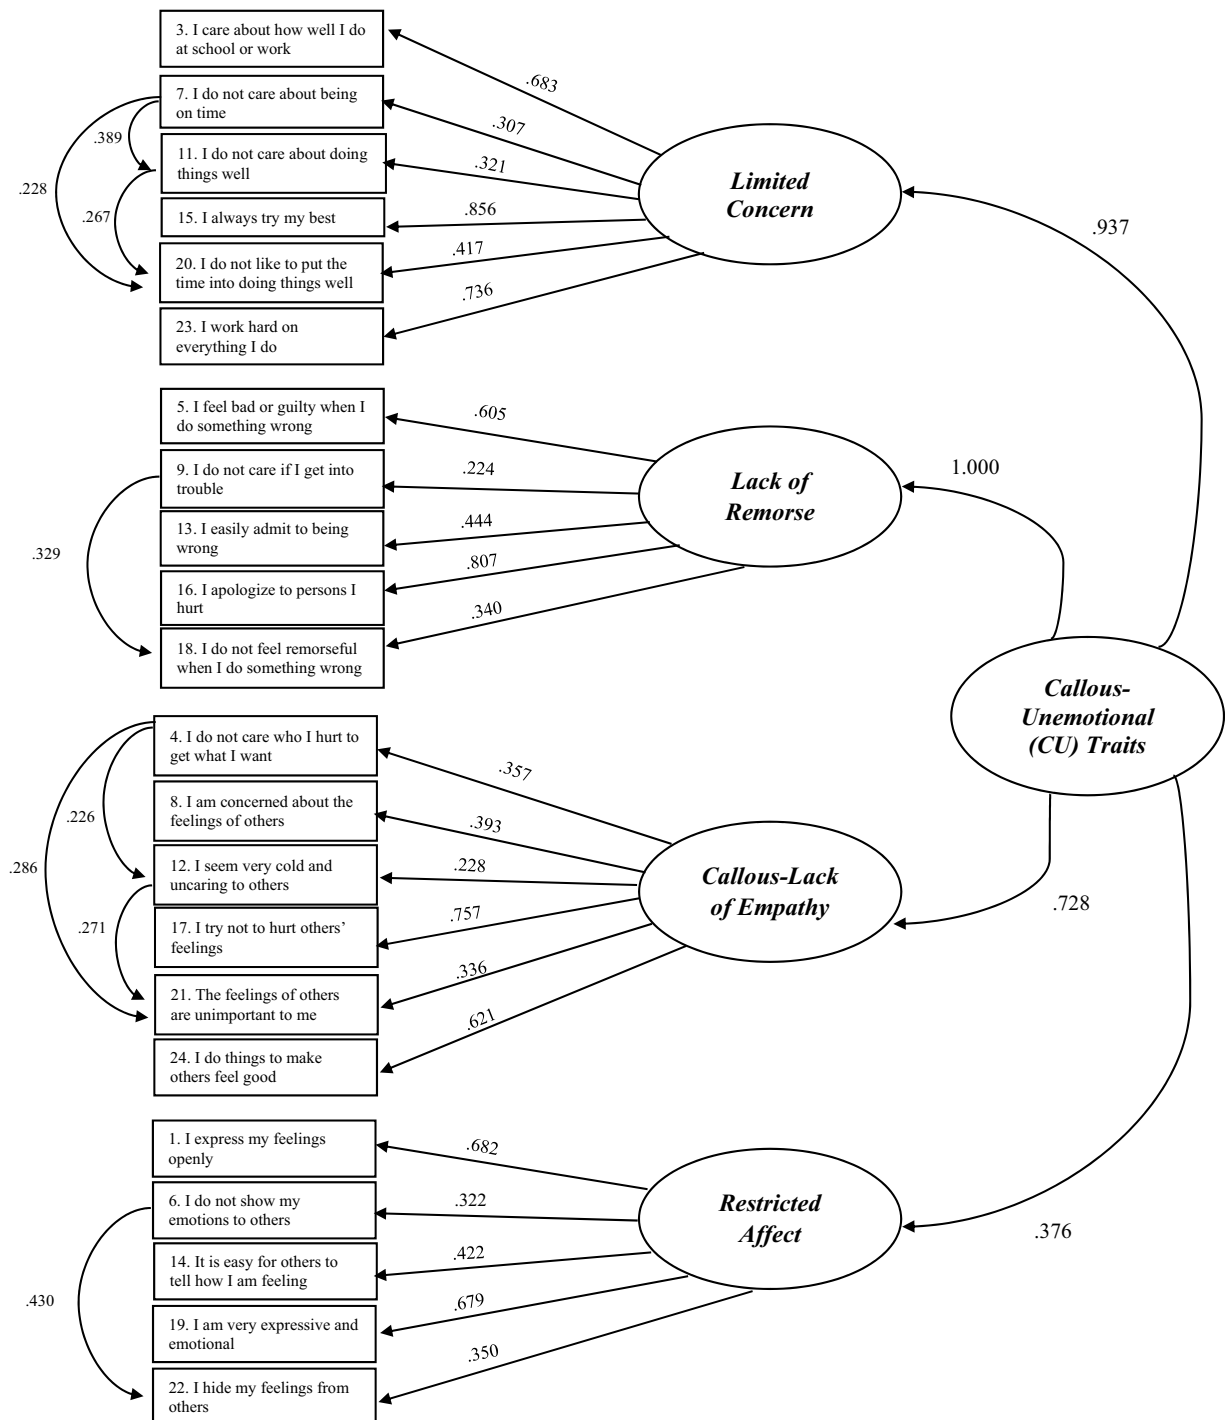 3. I care about how well I do
at school or work
.683
7. I do not care about being
on time
.307
.389
11. I do not care about doing
things well
.321
.228
.267
15. I always try my best
.856
20. I do not like to put the
time into doing things well
.417
23. I work hard on
everything I do
.736
Limited
Concern
.937
5. I feel bad or guilty when I
do something wrong
.605
9. I do not care if I get into
trouble
.224
13. I easily admit to being
wrong
.444
.329
16. I apologize to persons I
hurt
.807
18. I do not feel remorseful
when I do something wrong
.340
Lack of
Remorse
1.000
Callous-
Unemotional
(CU) Traits
4. I do not care who I hurt to
get what I want
.357
8. I am concerned about the
feelings of others
.393
.226
.286
12. I seem very cold and
uncaring to others
.228
.271
17. I try not to hurt others’
feelings
.757
21. The feelings of others
are unimportant to me
.336
24. I do things to make
others feel good
.621
Callous-Lack
of Empathy
.728
1. I express my feelings
openly
.682
6. I do not show my
emotions to others
.322
14. It is easy for others to
tell how I am feeling
.422
.430
19. I am very expressive and
emotional
.679
22. I hide my feelings from
others
.350
Restricted
Affect
.376